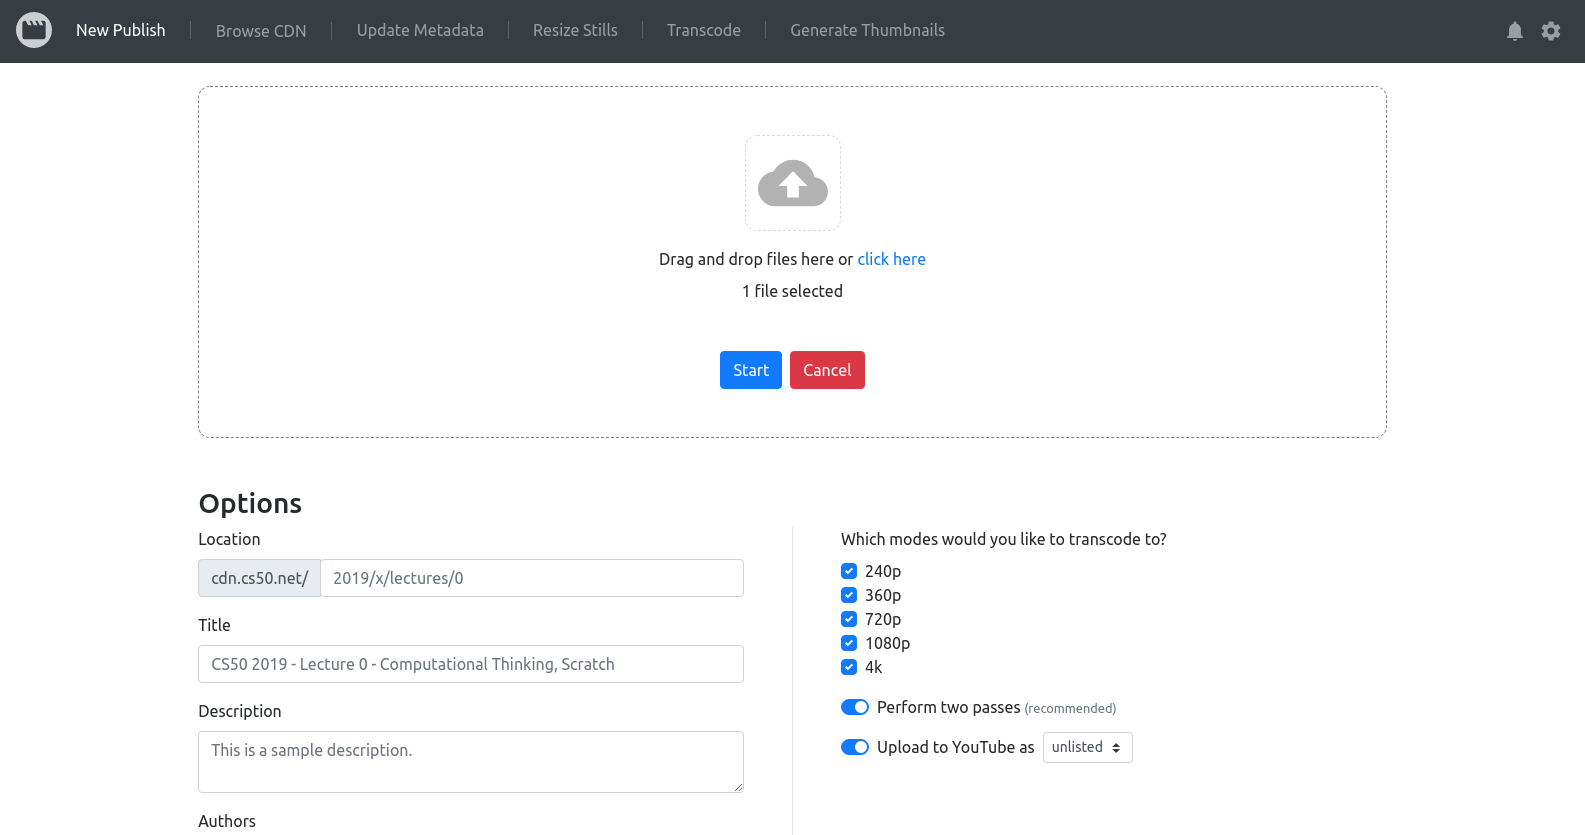 New Publish
Browse CDN
Update Metadata
Resize Stills
Transcode
Generate Thumbnails
Drag and drop files here or click here
1 file selected
Start
Cancel
Options
Location
cdn.cs50.net/
2019/x/lectures/0
Title
CS50 2019 - Lecture 0 - Computational Thinking, Scratch
Description
This is a sample description.
Authors
Which modes would you like to transcode to?
240p
360p
720p
1080p
4k
Perform two passes (recommended)
Upload to YouTube as
unlisted